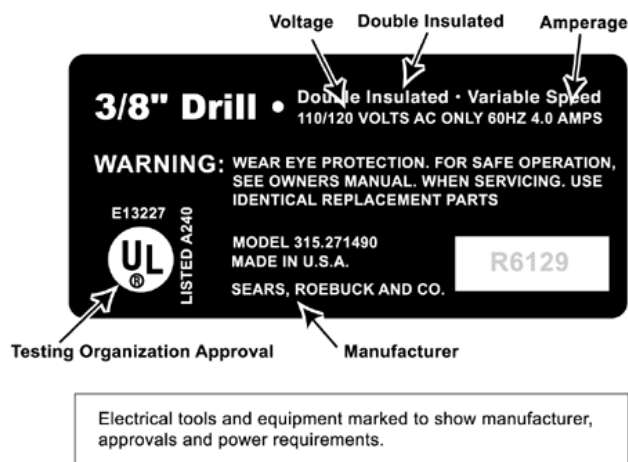 Voltage Double Insulated Amperage
3/8" Drill • Double Insulated • Variable Speed
110/120 VOLTS AC ONLY 60HZ 4.0 AMPS
WARNING: WEAR EYE PROTECTION. FOR SAFE OPERATION,
SEE OWNERS MANUAL. WHEN SERVICING. USE
IDENTICAL REPLACEMENT PARTS
E13227
UL
®
LISTED A240
MODEL 315.271490
MADE IN U.S.A.
SEARS, ROEBUCK AND CO.
R6129
Testing Organization Approval Manufacturer
Electrical tools and equipment marked to show manufacturer,
approvals and power requirements.